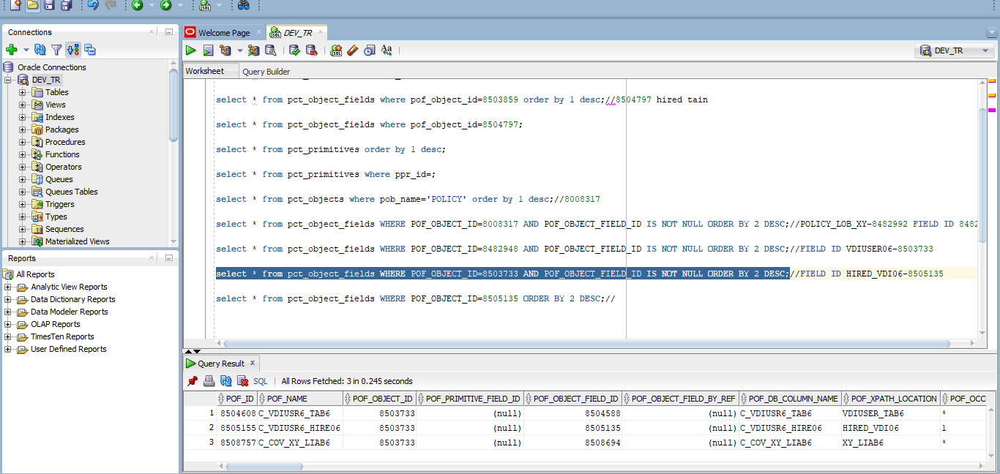 Connections
Oracle Connections
DEV_TR
Tables
Views
Indexes
Packages
Procedures
Functions
Operators
Queues
Queues Tables
Triggers
Types
Sequences
Materialized Views
Reports
All Reports
Analytic View Reports
Data Dictionary Reports
Data Modeler Reports
OLAP Reports
TimesTen Reports
User Defined Reports
Welcome Page
DEV_TR
DEV_TR
Worksheet
Query Builder
select * from pct_object_fields where pof_object_id=8503859 order by 1 desc;//8504797 hired tain
select * from pct_object_fields where pof_object_id=8504797;
select * from pct_primitives order by 1 desc;
select * from pct_primitives where ppr_id=;
select * from pct_objects where pob_name='POLICY' order by 1 desc;//8008317
select * from pct_object_fields WHERE POF_OBJECT_ID=8008317 AND POF_OBJECT_FIELD_ID IS NOT NULL ORDER BY 2 DESC;//POLICY_LOB_XY-8482992 FIELD ID 8482
select * from pct_object_fields WHERE POF_OBJECT_ID=8482948 AND POF_OBJECT_FIELD_ID IS NOT NULL ORDER BY 2 DESC;//FIELD ID VDIUSER06-8503733
select * from pct_object_fields WHERE POF_OBJECT_ID=8503733 AND POF_OBJECT_FIELD_ID IS NOT NULL ORDER BY 2 DESC;//FIELD ID HIRED_VDI06-8505135
select * from pct_object_fields WHERE POF_OBJECT_ID=8505135 ORDER BY 2 DESC;//
Query Result
SQL | All Rows Fetched: 3 in 0.245 seconds
POF_ID POF_NAME POF_OBJECT_ID POF_PRIMITIVE_FIELD_ID POF_OBJECT_FIELD_ID POF_OBJECT_FIELD_BY_REF POF_DB_COLUMN_NAME POF_XPATH_LOCATION POF_OCC
1 8504608 C_VDIUSR6_TAB6 8503733 (null) 8504588 (null) C_VDIUSR6_TAB6 VDIUSER_TAB6 *
2 8505155 C_VDIUSR6_HIRE06 8503733 (null) 8505135 (null) C_VDIUSR6_HIRE06 HIRED_VDI06 1
3 8508757 C_COV_XY_LIAB6 8503733 (null) 8508694 (null) C_COV_XY_LIAB6 XY_LIAB6 *